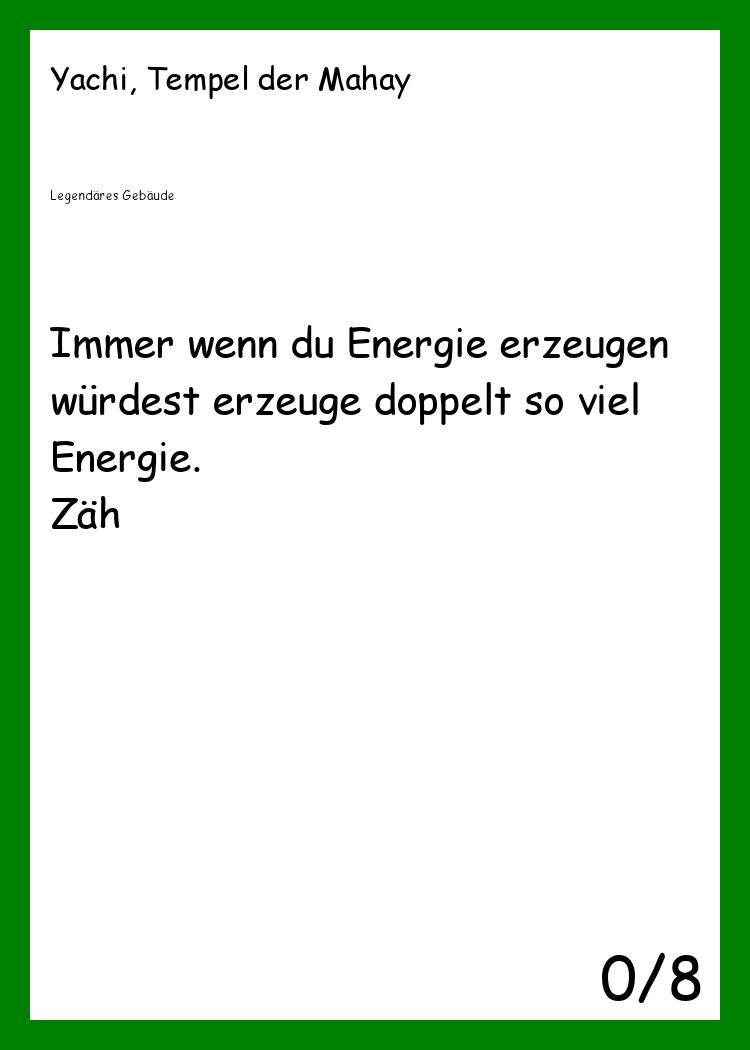 Yachi, Tempel der Mahay
Legendäres Gebäude
Immer wenn du Energie erzeugen
würdest erzeuge doppelt so viel
Energie.
Zäh
0/8